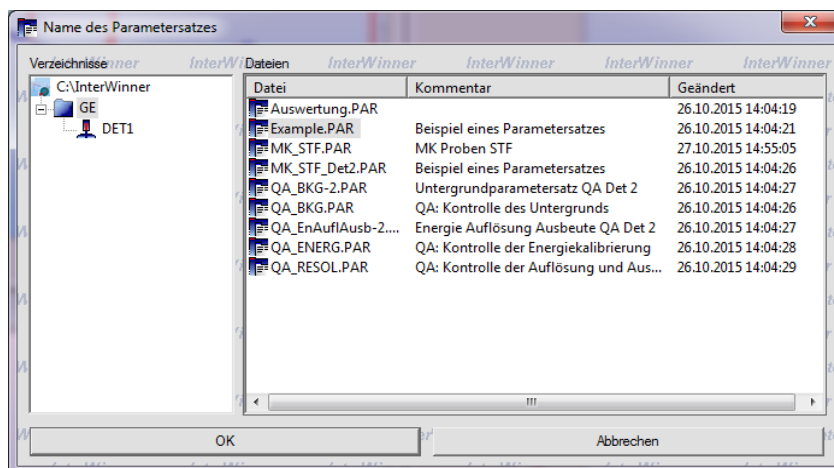 Name des Parametersatzes
Verzeichnisse
Dateien
InterWinner InterWinner InterWinner InterWinner
C:\InterWinner
GE
DET1
Datei Kommentar Geändert
Auswertung.PAR 26.10.2015 14:04:19
Example.PAR Beispiel eines Parametersatzes 26.10.2015 14:04:21
MK_STF.PAR MK Proben STF 27.10.2015 14:55:05
MK_STF_Det2.PAR Beispiel eines Parametersatzes 26.10.2015 14:04:26
QA_BKG-2.PAR Untergrundparametersatz QA Det 2 26.10.2015 14:04:27
QA_BKG.PAR QA: Kontrolle des Untergrunds 26.10.2015 14:04:26
QA_EnAuflAusb-2.... Energie Auflösung Ausbeute QA Det 2 26.10.2015 14:04:27
QA_ENERG.PAR QA: Kontrolle der Energiekalibrierung 26.10.2015 14:04:28
QA_RESOL.PAR QA: Kontrolle der Auflösung und Aus... 26.10.2015 14:04:29
OK Abbrechen